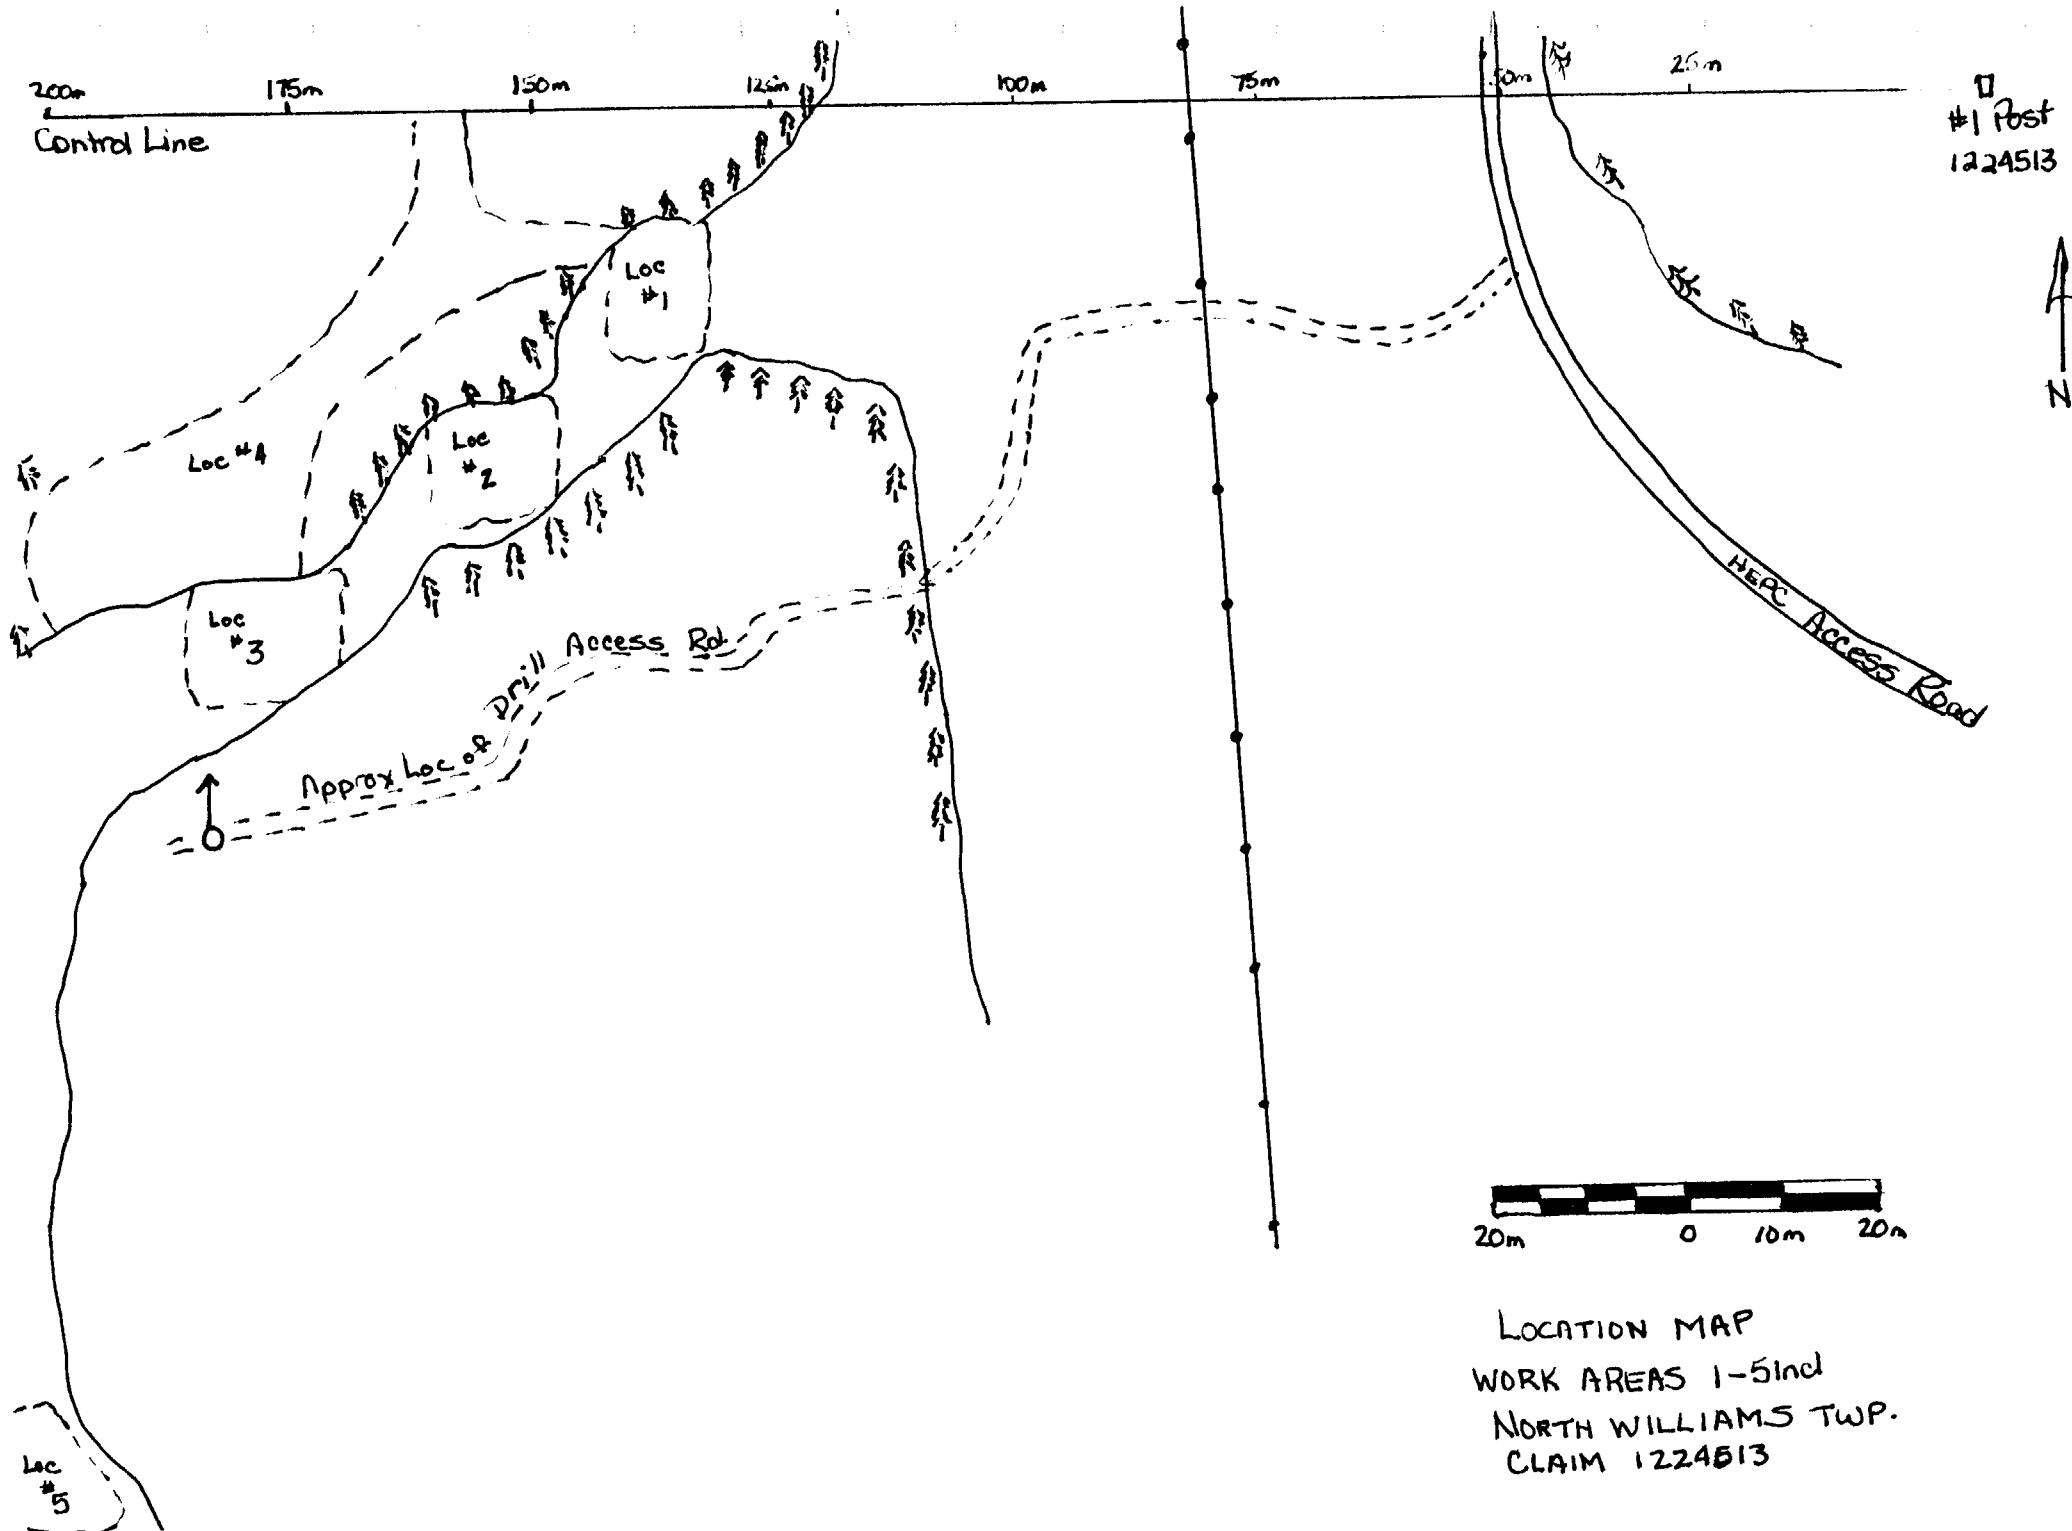 200m 175m 150m 125m 100m 75m 50m 25m
Control Line
#1 Post
1224513
N
Loc
#1
Loc
#2
Loc #4
Loc
#3
Approx Loc of Drill Access Rd
HEPC Access Road
20m 0 10m 20m
LOCATION MAP
WORK AREAS 1-5 Incl
NORTH WILLIAMS TWP.
CLAIM 1224513
Loc
#5